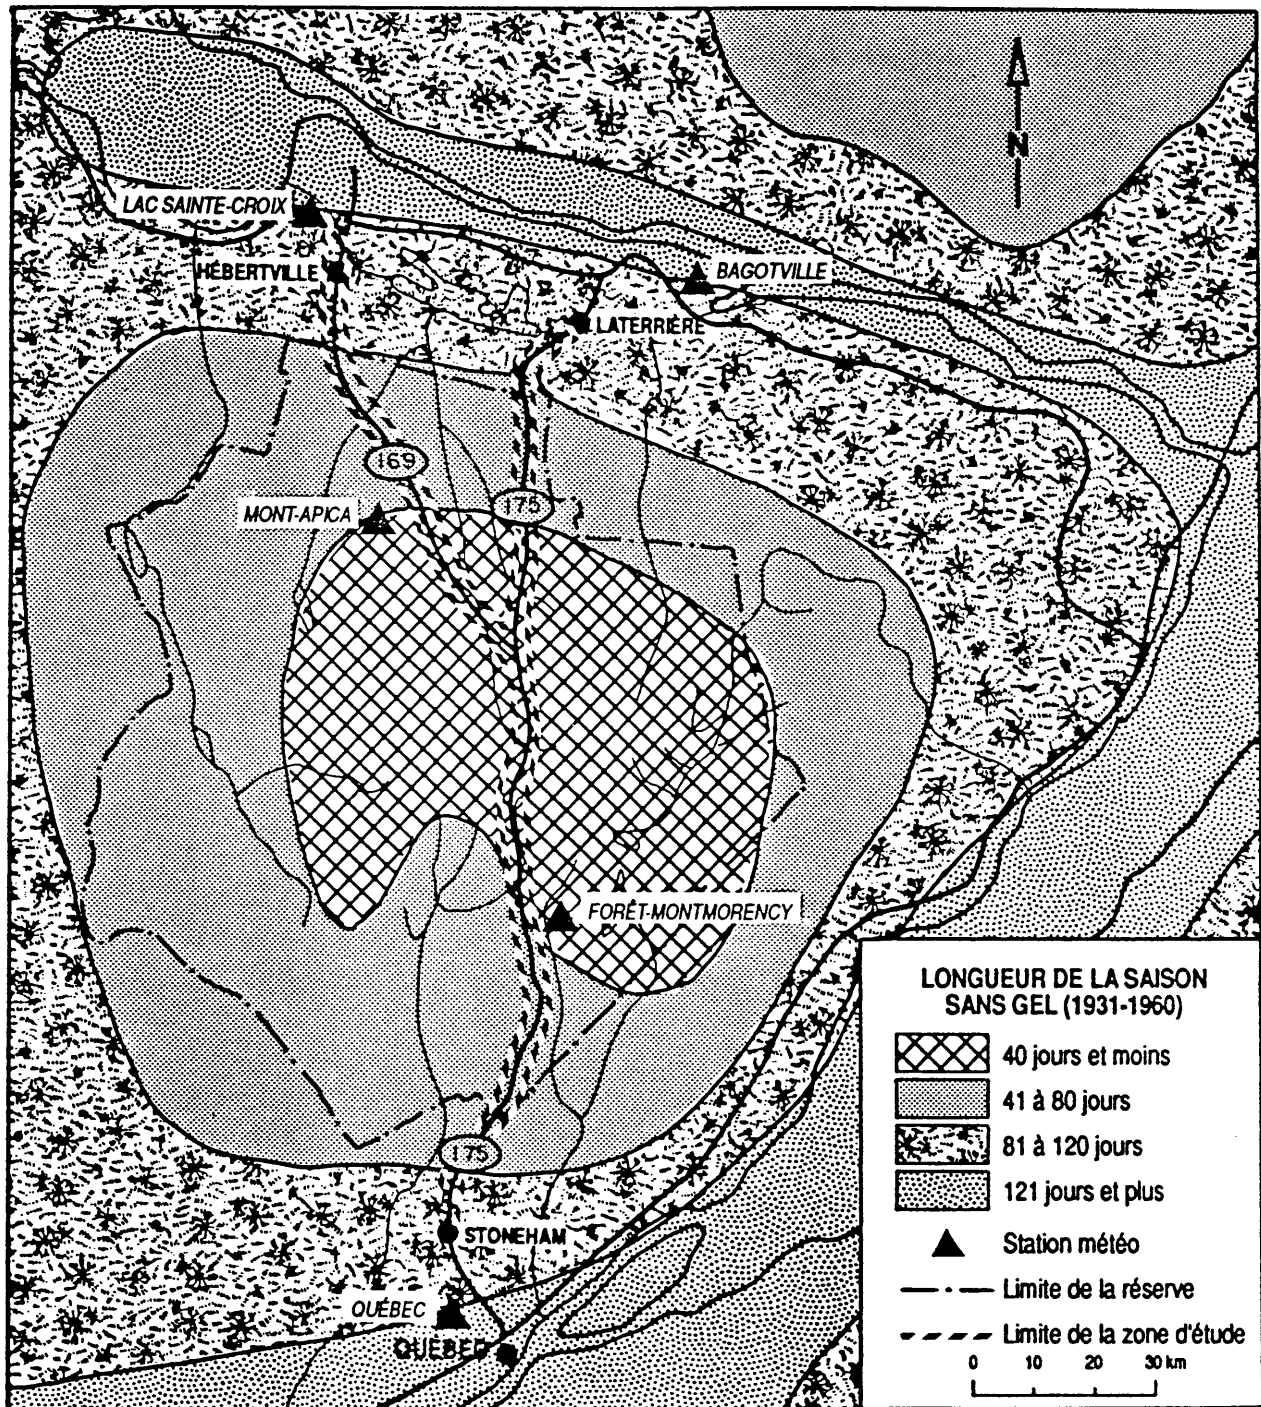 N
LAC SAINTE-CROIX
HÉBERTVILLE
BAGOTVILLE
LATERRIÈRE
169
175
MONT-APICA
FORÊT-MONTMORENCY
175
STONEHAM
QUÉBEC
QUÉBEC
LONGUEUR DE LA SAISON
SANS GEL (1931-1960)
40 jours et moins
41 à 80 jours
81 à 120 jours
121 jours et plus
Station météo
Limite de la réserve
Limite de la zone d'étude
0 10 20 30 km